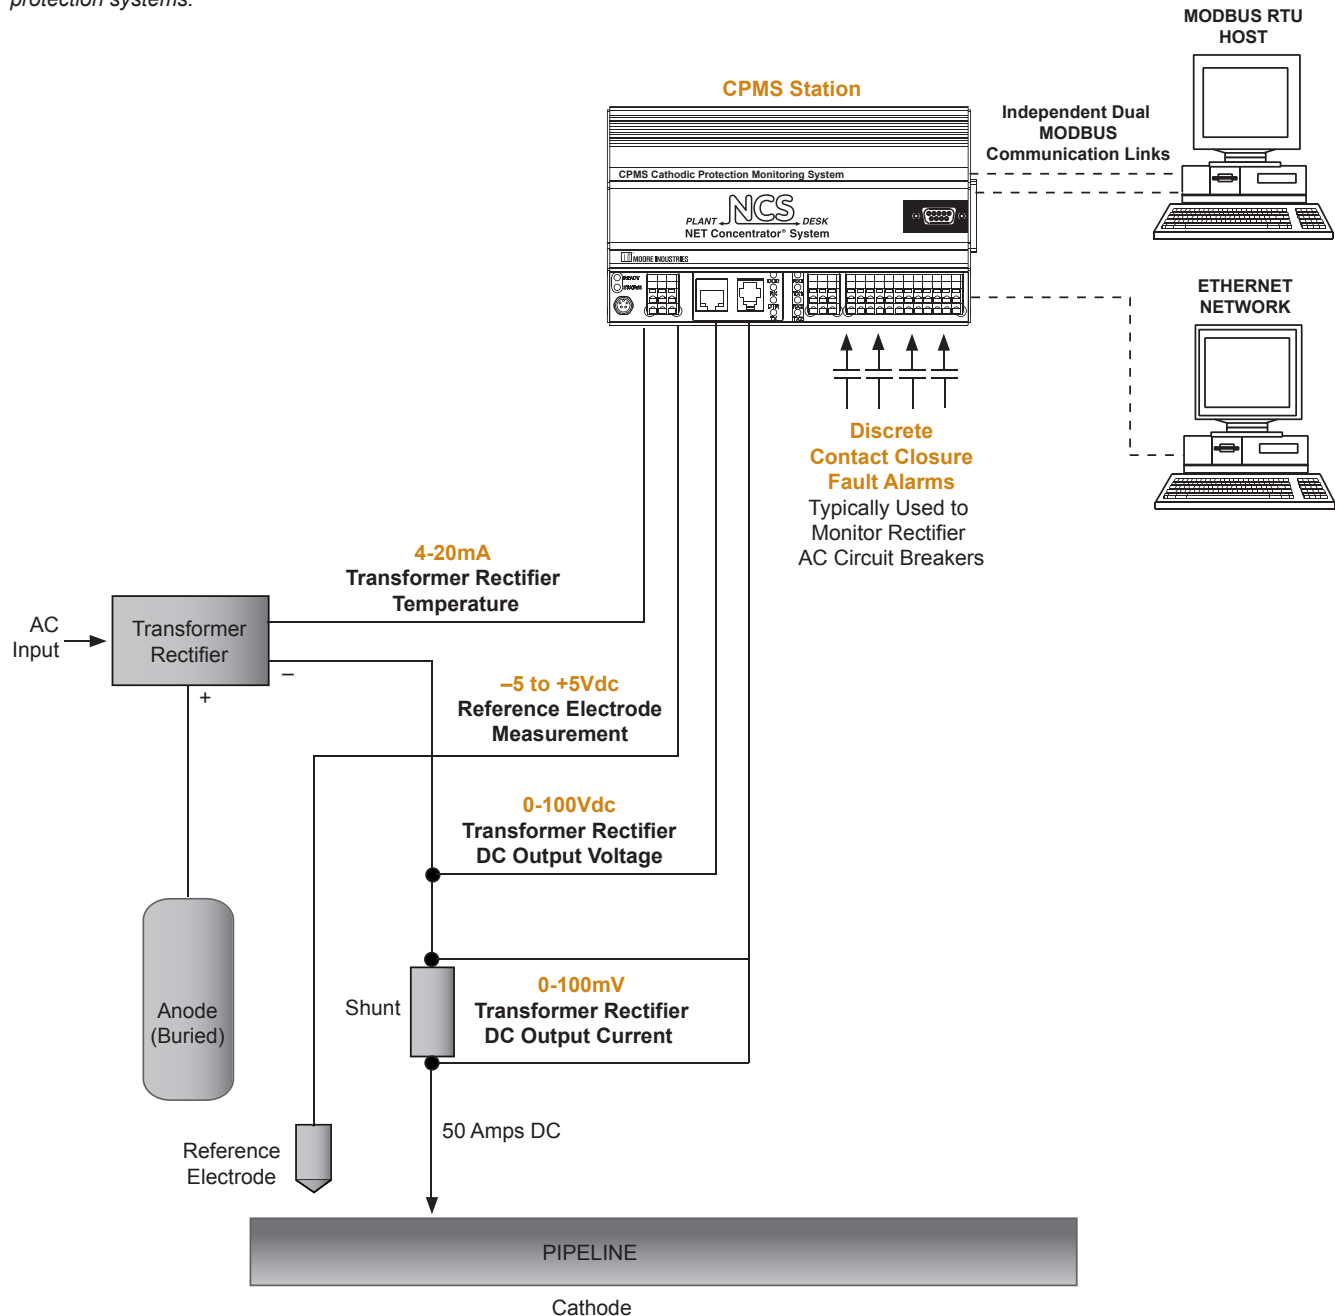 protection systems.
MODBUS RTU
HOST
CPMS Station
Independent Dual
MODBUS
Communication Links
CPMS Cathodic Protection Monitoring System
NCS
PLANT DESK
NET Concentrator® System
MOORE INDUSTRIES
READY
ETHERNET
NETWORK
Discrete
Contact Closure
Fault Alarms
Typically Used to
Monitor Rectifier
AC Circuit Breakers
4-20mA
Transformer Rectifier
Temperature
AC
Input
Transformer
Rectifier
–
+
–5 to +5Vdc
Reference Electrode
Measurement
0-100Vdc
Transformer Rectifier
DC Output Voltage
Anode
(Buried)
Shunt
0-100mV
Transformer Rectifier
DC Output Current
50 Amps DC
Reference
Electrode
PIPELINE
Cathode